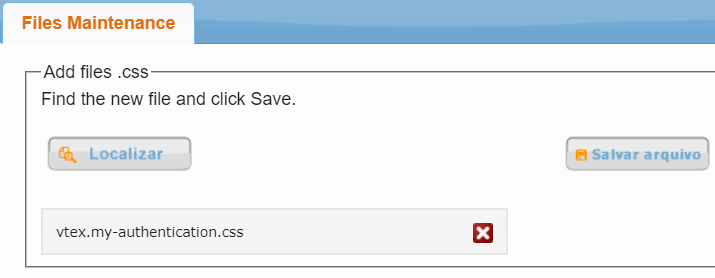 Files Maintenance
Add files .css
Find the new file and click Save.
Localizar
Salvar arquivo
vtex.my-authentication.css